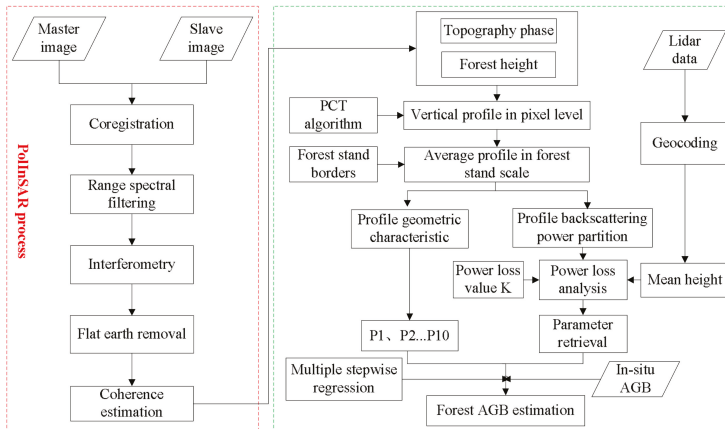 PolInSAR process
Master
image
Slave
image
Coregistration
Range spectral
filtering
Interferometry
Flat earth removal
Coherence
estimation
Topography phase
Forest height
PCT
algorithm
Vertical profile in pixel level
Forest stand
borders
Average profile in forest
stand scale
Profile geometric
characteristic
Profile backscattering
power partition
Lidar
data
Geocoding
Mean height
Power loss
value K
Power loss
analysis
Parameter
retrieval
P1、P2...P10
Multiple stepwise
regression
In-situ
AGB
Forest AGB estimation